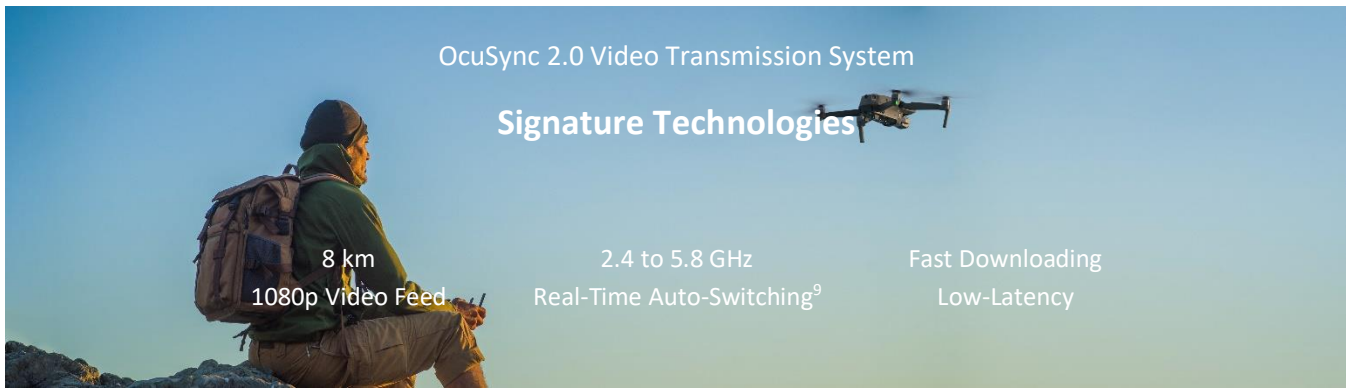 OcuSync 2.0 Video Transmission System
Signature Technologies
8 km
1080p Video Feed
2.4 to 5.8 GHz
Real-Time Auto-Switching⁹
Fast Downloading
Low-Latency